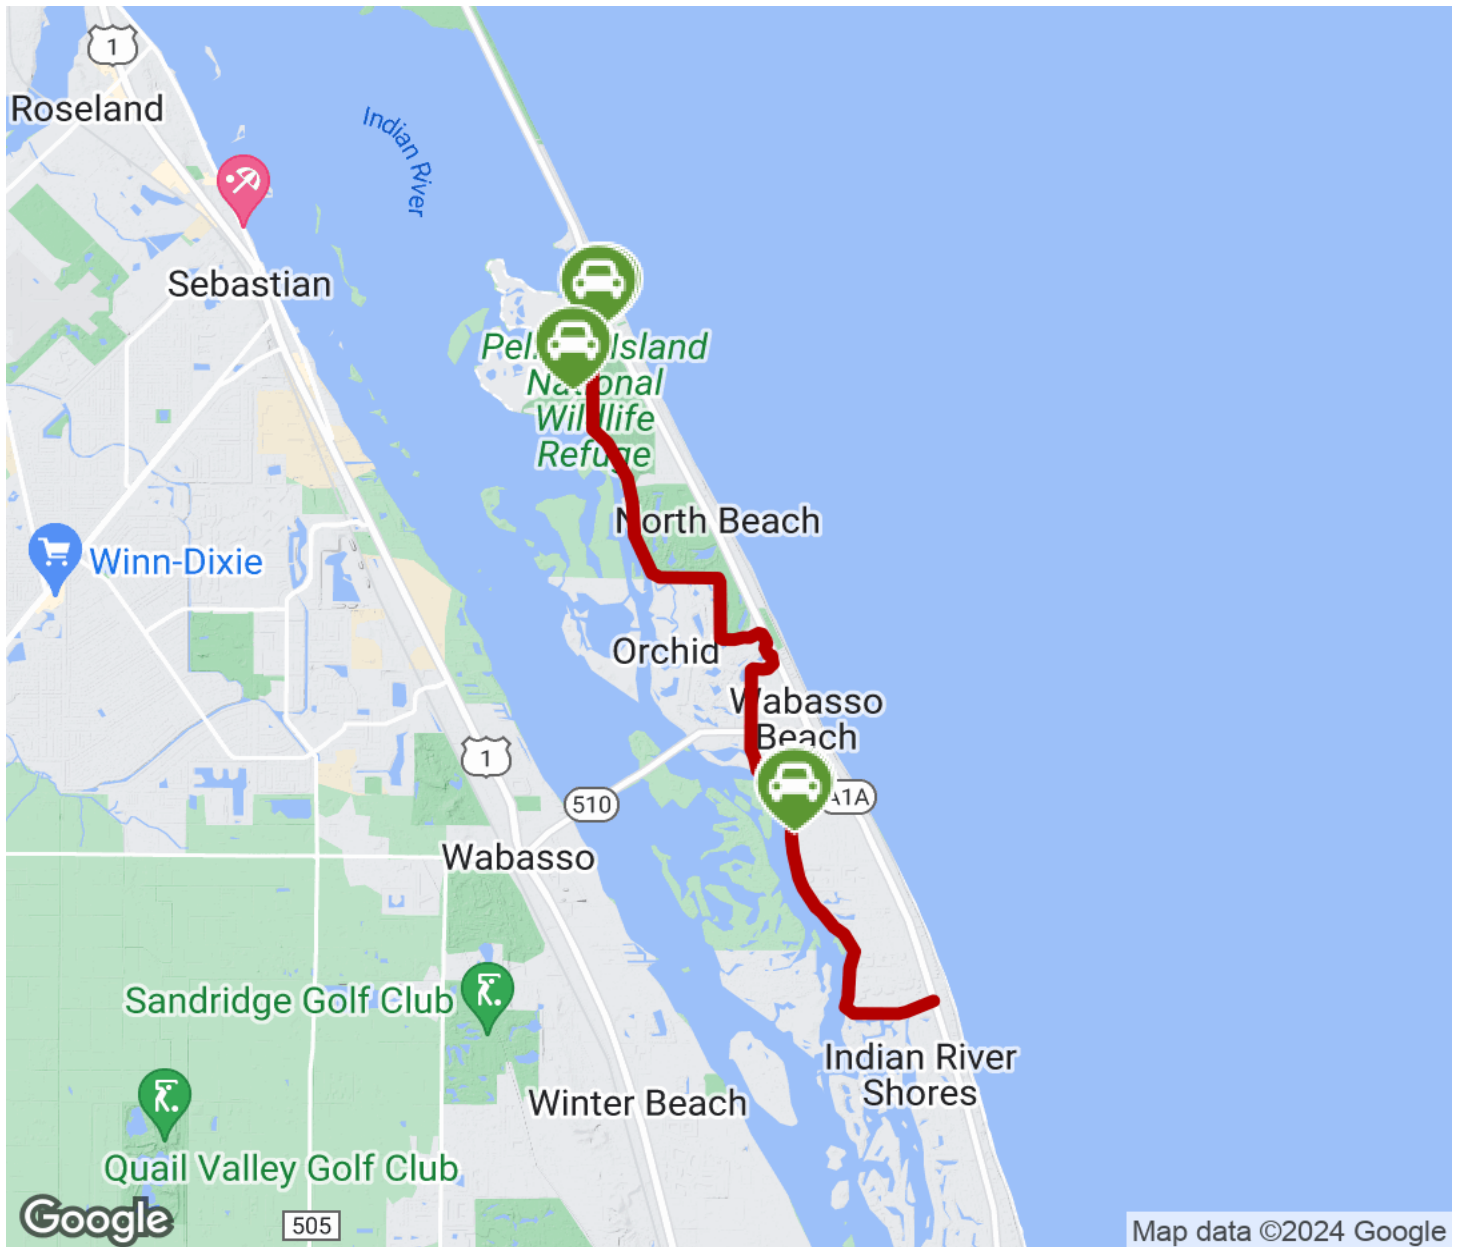 1
Roseland
Indian River
Sebastian
Island
National
Wildlife
Refuge
North Beach
Winn-Dixie
Orchid
Wabasso
Beach
1
510
A1A
Wabasso
Sandridge Golf Club
Indian River
Shores
Winter Beach
Quail Valley Golf Club
Google
505
Map data ©2024 Google